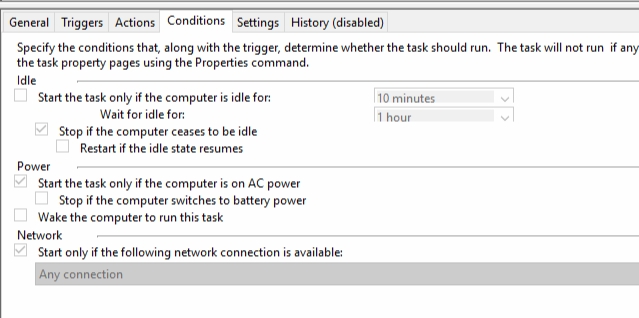 General Triggers Actions Conditions Settings History (disabled)
Specify the conditions that, along with the trigger, determine whether the task should run. The task will not run if any
the task property pages using the Properties command.
Idle
Start the task only if the computer is idle for: 10 minutes
Wait for idle for: 1 hour
Stop if the computer ceases to be idle
Restart if the idle state resumes
Power
Start the task only if the computer is on AC power
Stop if the computer switches to battery power
Wake the computer to run this task
Network
Start only if the following network connection is available:
Any connection